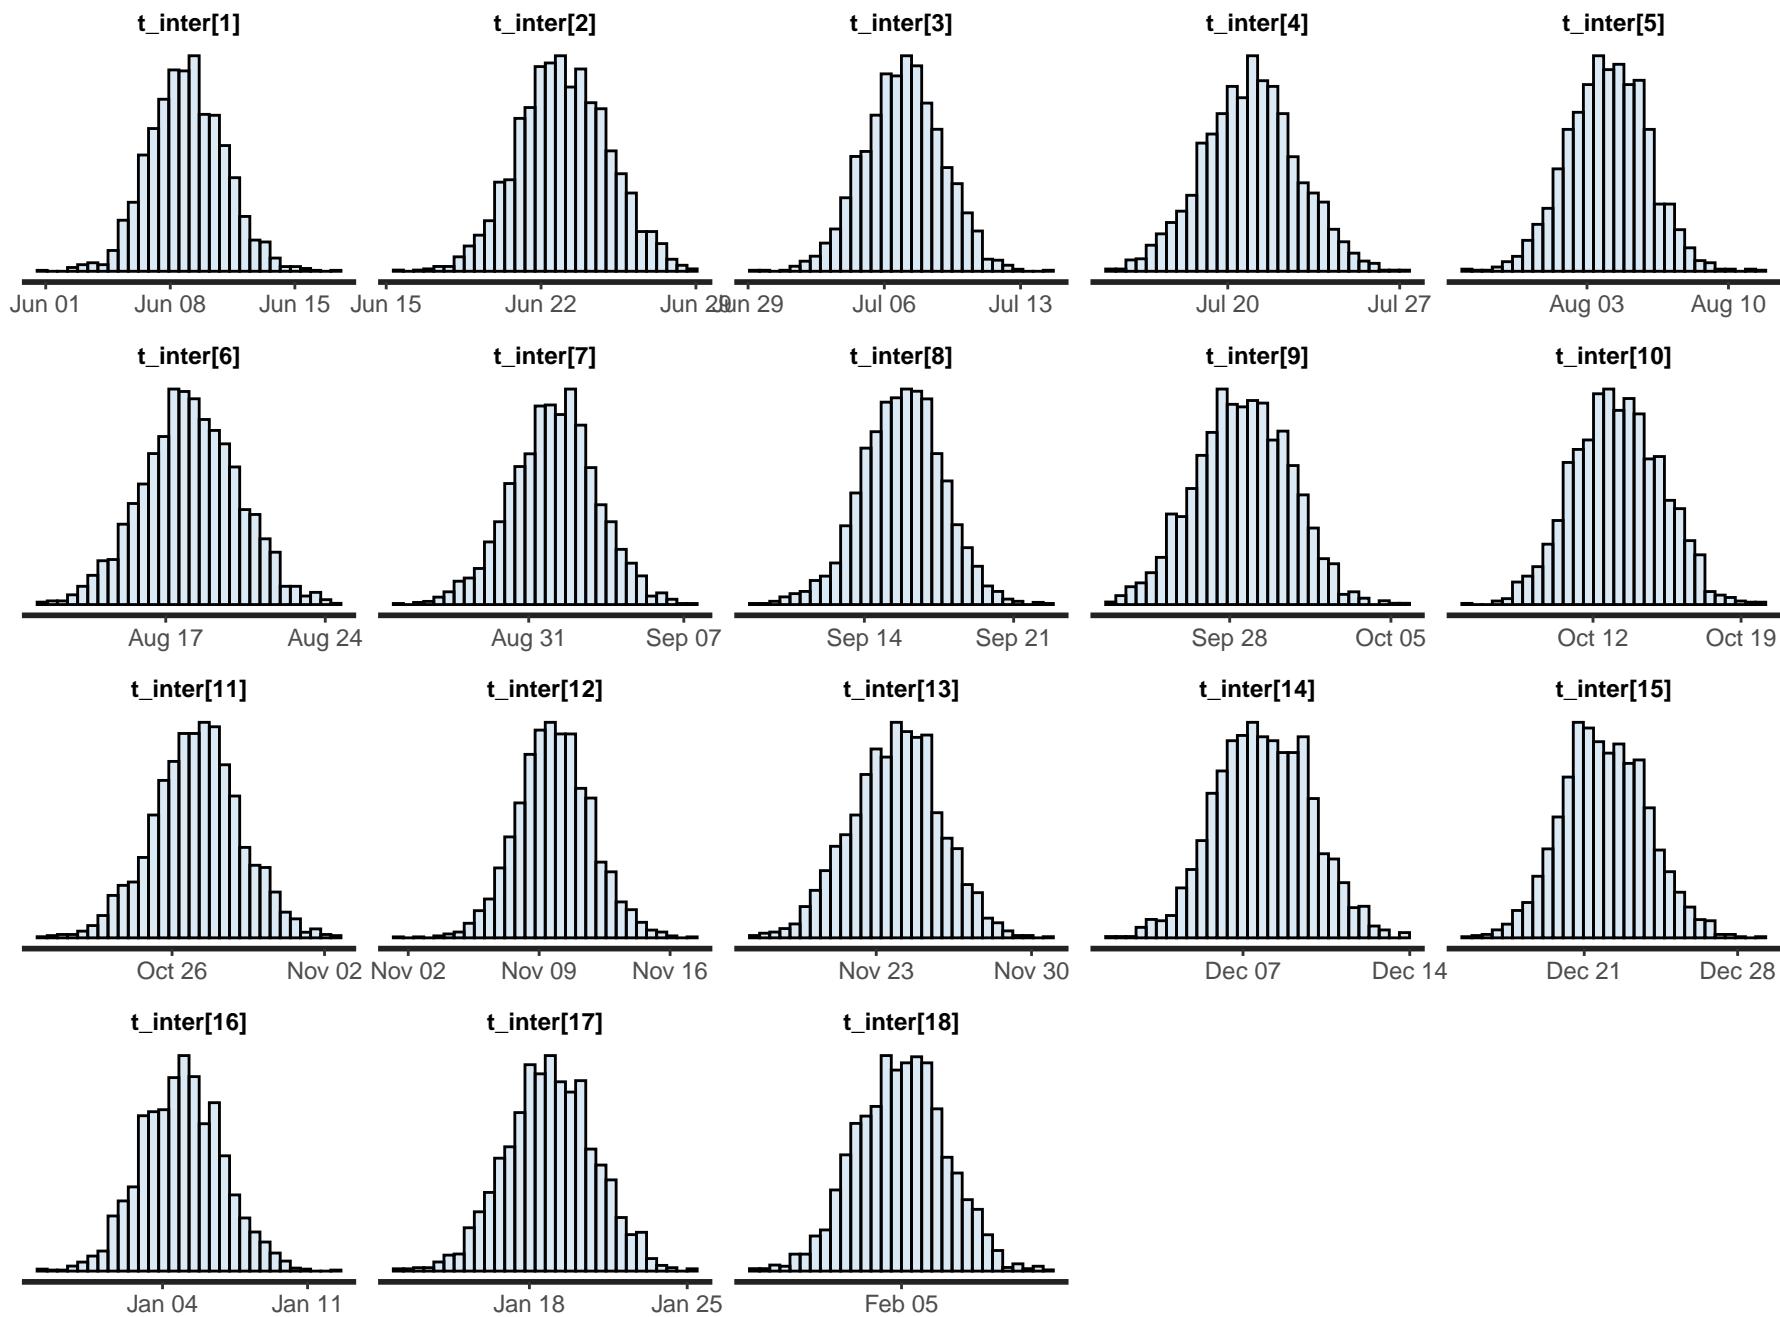 t_inter[1] t_inter[2] t_inter[3] t_inter[4] t_inter[5]
Jun 01 Jun 08 Jun 15 Jun 15 Jun 22 Jun 29 Jun 29 Jul 06 Jul 13 Jul 20 Jul 27 Aug 03 Aug 10
t_inter[6] t_inter[7] t_inter[8] t_inter[9] t_inter[10]
Aug 17 Aug 24 Aug 31 Sep 07 Sep 14 Sep 21 Sep 28 Oct 05 Oct 12 Oct 19
t_inter[11] t_inter[12] t_inter[13] t_inter[14] t_inter[15]
Oct 26 Nov 02 Nov 02 Nov 09 Nov 16 Nov 23 Nov 30 Dec 07 Dec 14 Dec 21 Dec 28
t_inter[16] t_inter[17] t_inter[18]
Jan 04 Jan 11 Jan 18 Jan 25 Feb 05